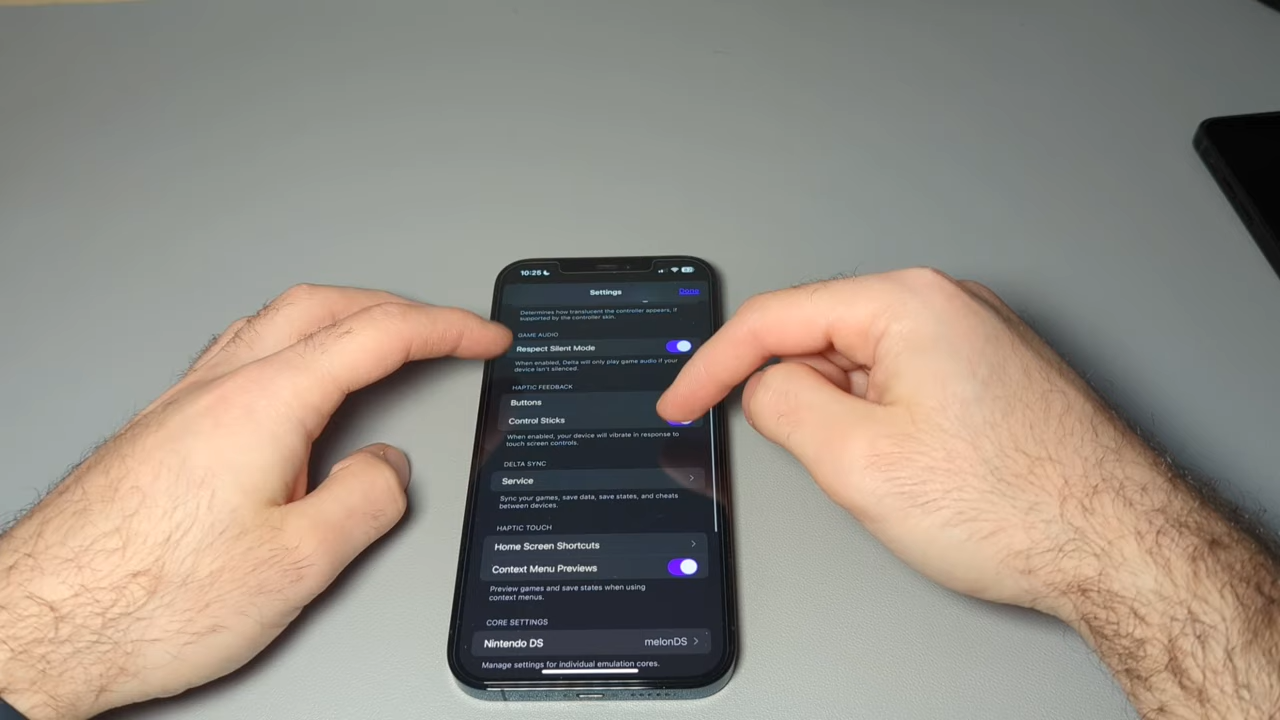 10:25
Settings
Done
Determines how translucent the controller appears, if
supported by the controller skin.
GAME AUDIO
Respect Silent Mode
When enabled, Delta will only play game audio if your
device isn't silenced.
HAPTIC FEEDBACK
Buttons
Control Sticks
When enabled, your device will vibrate in response to
touch screen controls.
DELTA SYNC
Service
Sync your games, save data, save states, and cheats
between devices.
HAPTIC TOUCH
Home Screen Shortcuts
Context Menu Previews
Preview games and save states when using
context menus.
CORE SETTINGS
Nintendo DS
melonDS
Manage settings for individual emulation cores.